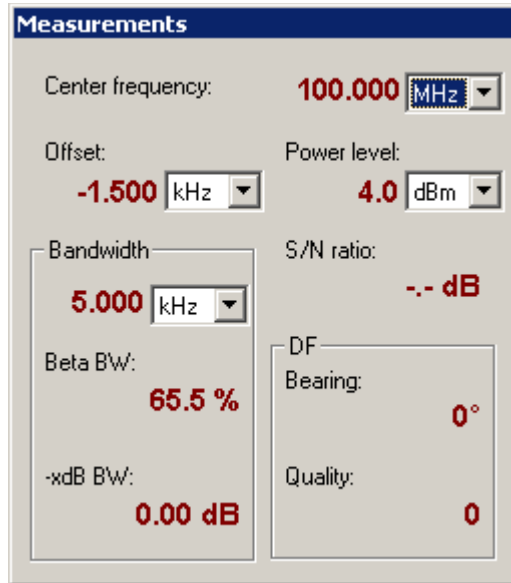 Measurements
Center frequency: 100.000 MHz
Offset: Power level:
-1.500 kHz 4.0 dBm
Bandwidth S/N ratio:
5.000 kHz -.- dB
DF
Beta BW: Bearing:
65.5 % 0°
-xdB BW: Quality:
0.00 dB 0